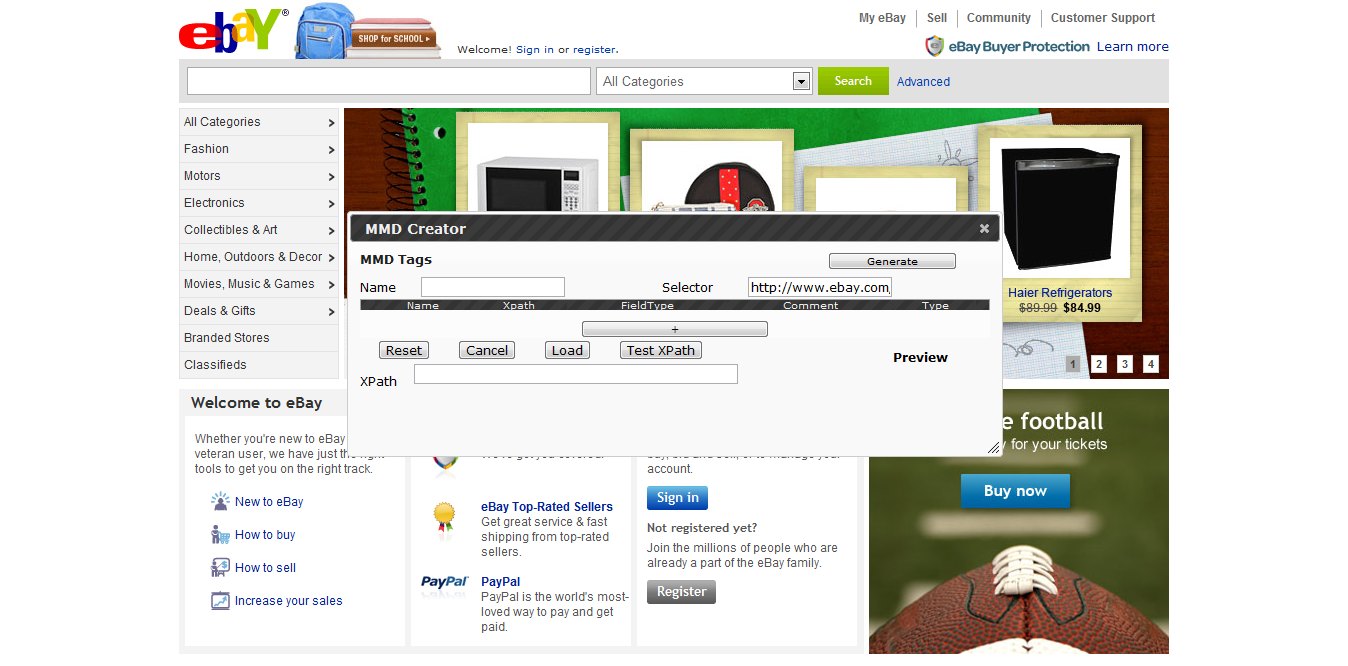 ebaY®
SHOP for SCHOOL
Welcome! Sign in or register.
My eBay
Sell
Community
Customer Support
eBay Buyer Protection Learn more
All Categories
Search
Advanced
All Categories
Fashion
Motors
Electronics
Collectibles & Art
Home, Outdoors & Decor
Movies, Music & Games
Deals & Gifts
Branded Stores
Classifieds
Haier Refrigerators
$89.99 $84.99
1 2 3 4
MMD Creator
MMD Tags
Generate
Name
Selector
http://www.ebay.com
Name Xpath FieldType Comment Type
+
Reset Cancel Load Test XPath
Preview
XPath
Welcome to eBay
Whether you're new to eBay
veteran user, we have just the right
tools to get you on the right track.
New to eBay
How to buy
How to sell
Increase your sales
We've got you covered.
eBay Top-Rated Sellers
Get great service & fast
shipping from top-rated
sellers.
PayPal
PayPal
PayPal is the world's most-
loved way to pay and get
paid.
buy, bid and sell, or to manage your
account.
Sign in
Not registered yet?
Join the millions of people who are
already a part of the eBay family.
Register
e football
y for your tickets
Buy now